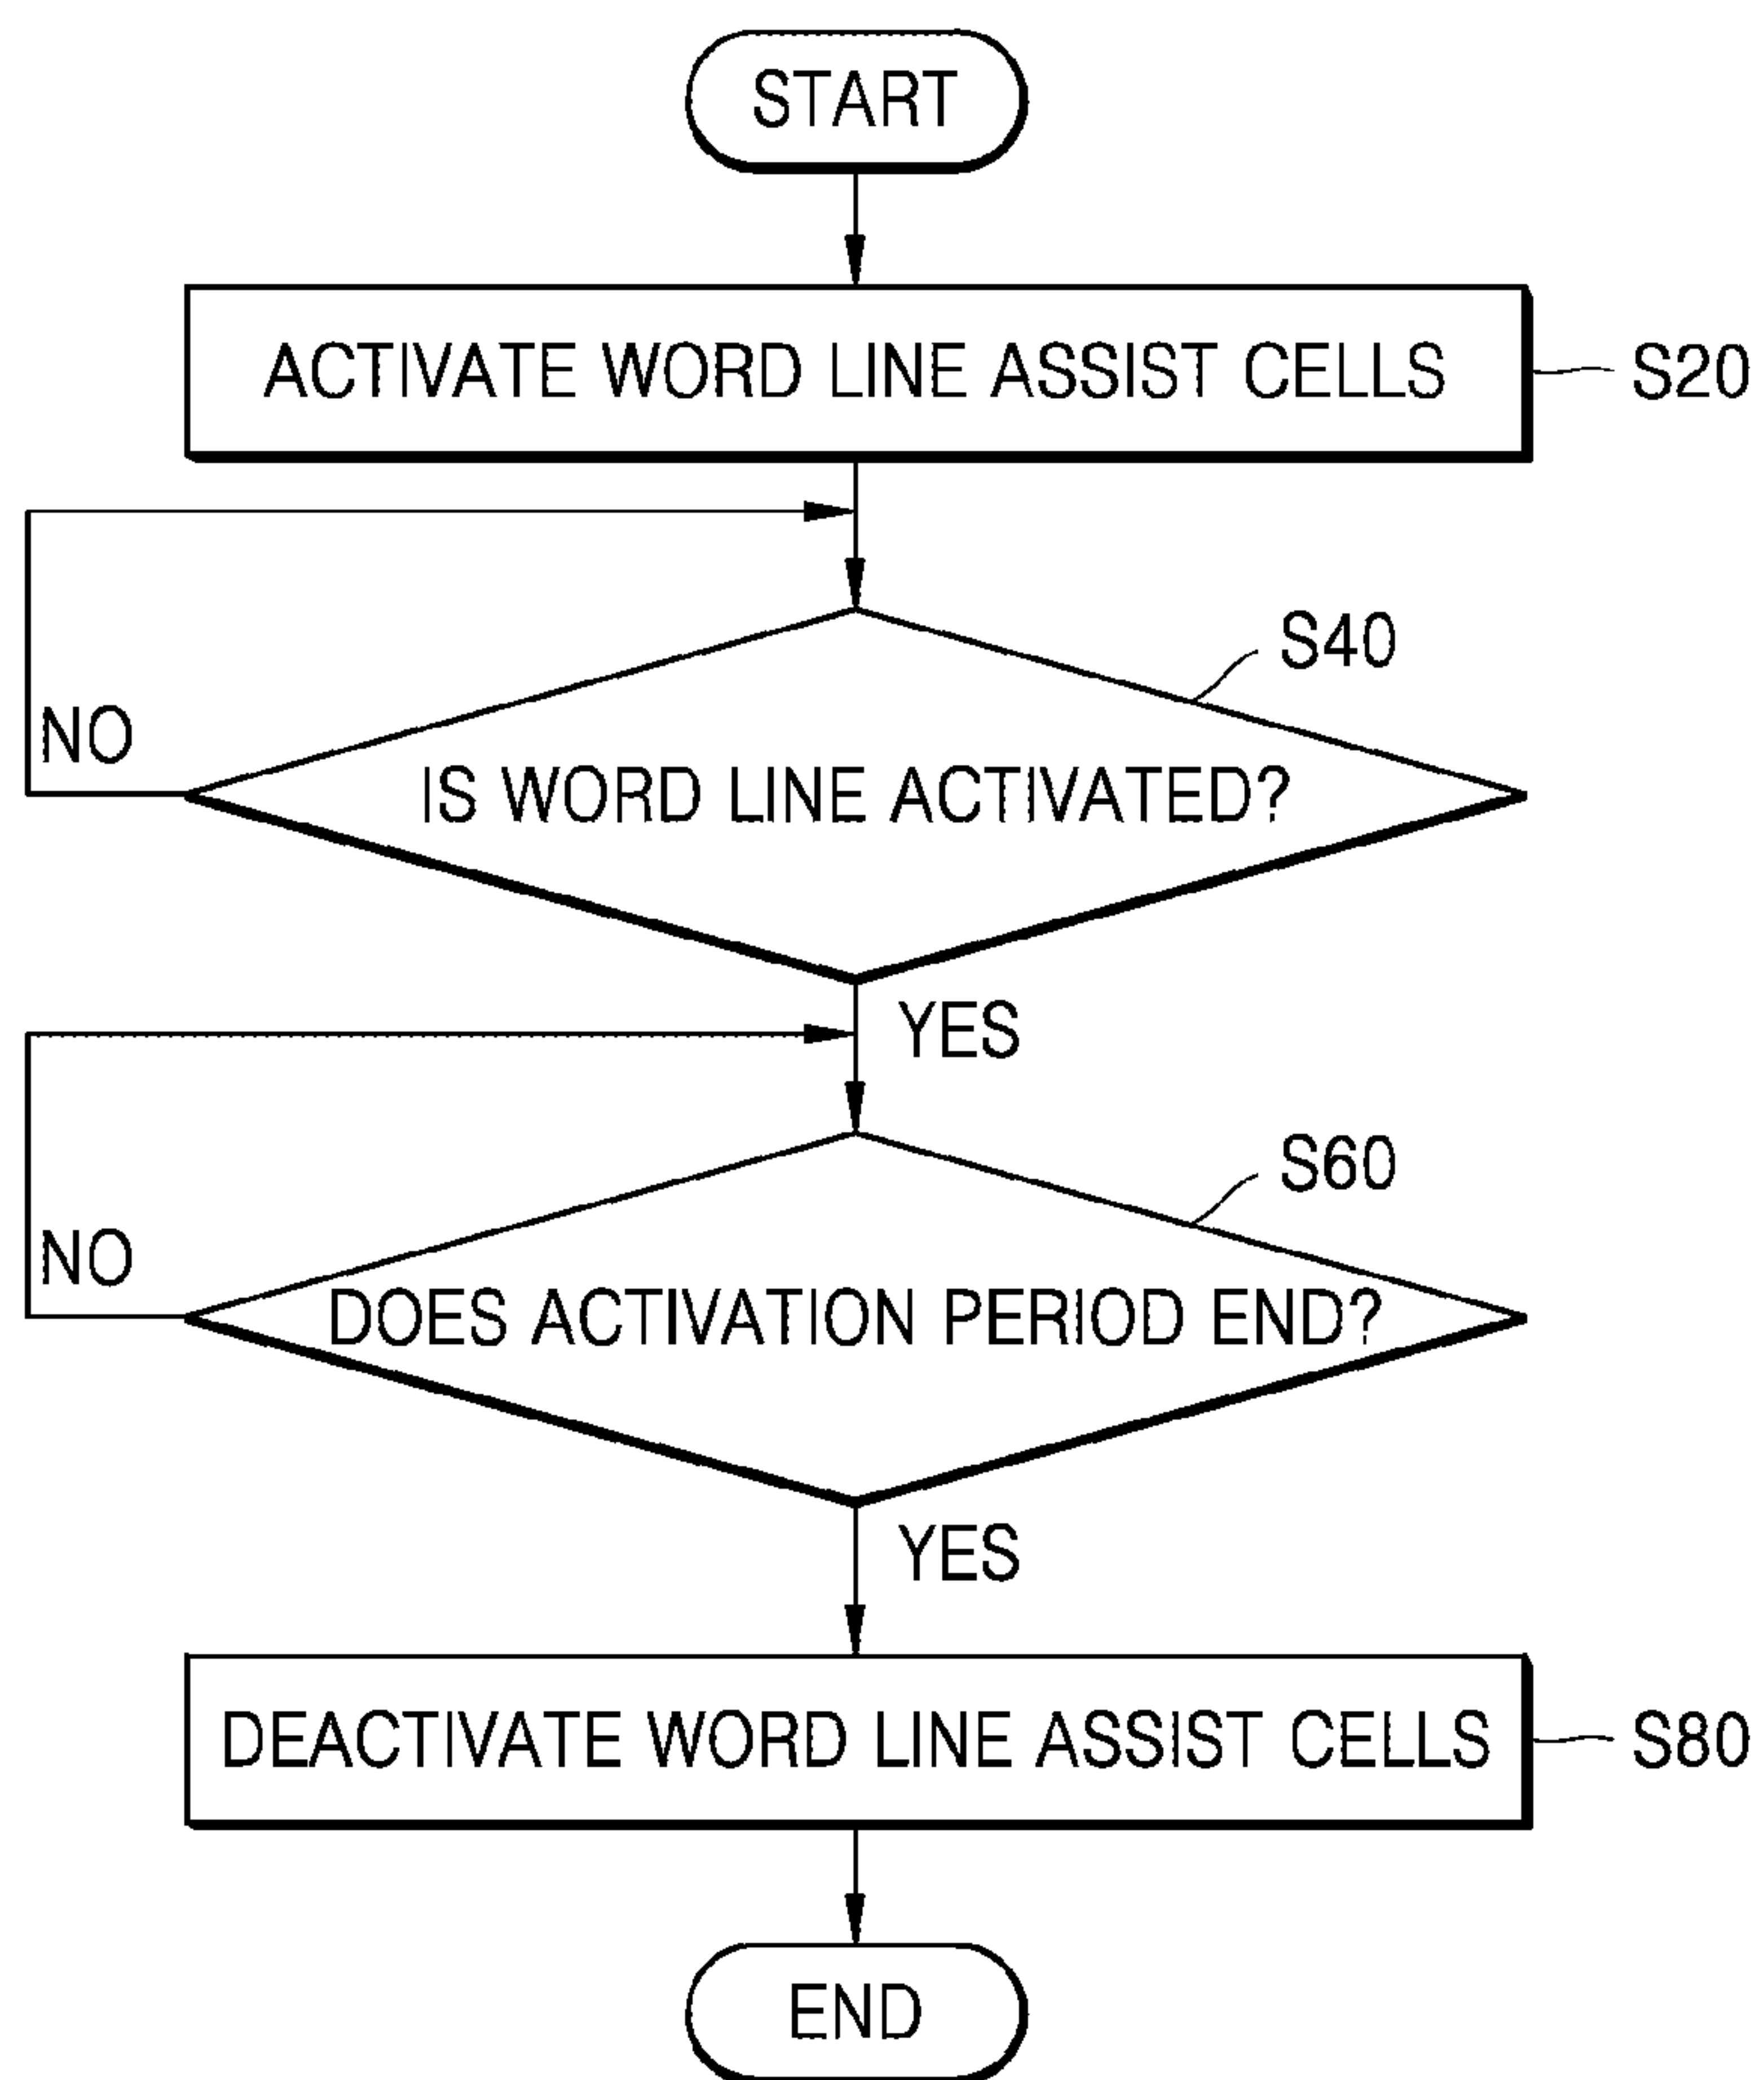 START
ACTIVATE WORD LINE ASSIST CELLS
S20
S40
NO
IS WORD LINE ACTIVATED?
YES
S60
NO
DOES ACTIVATION PERIOD END?
YES
DEACTIVATE WORD LINE ASSIST CELLS
S80
END